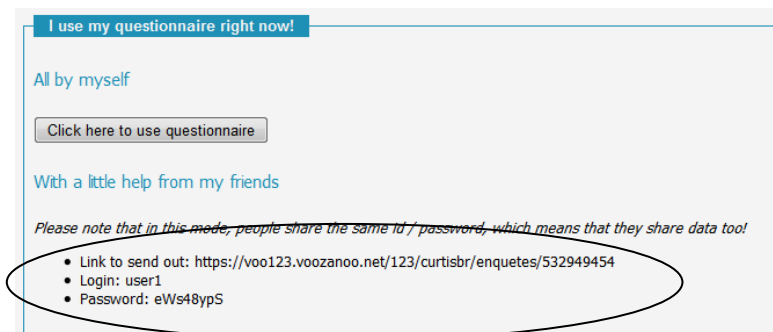 I use my questionnaire right now!
All by myself
Click here to use questionnaire
With a little help from my friends
Please note that in this mode, people share the same id / password, which means that they share data too!
• Link to send out: https://voo123.voozanoo.net/123/curtisbr/enquetes/532949454
• Login: user1
• Password: eWs48ypS